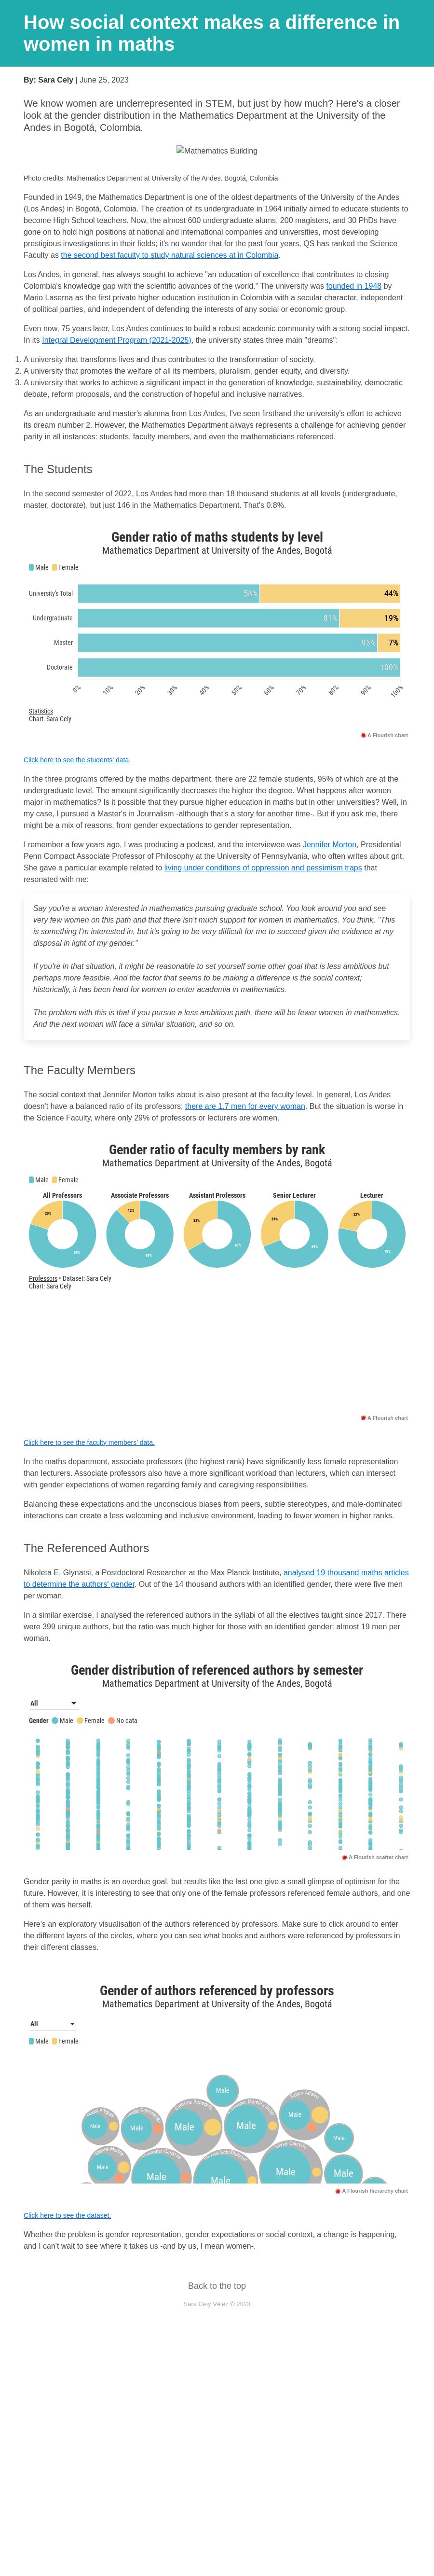 How social context makes a difference in
women in maths
By: Sara Cely | June 25, 2023
We know women are underrepresented in STEM, but just by how much? Here's a closer
look at the gender distribution in the Mathematics Department at the University of the
Andes in Bogotá, Colombia.
Mathematics Building
Photo credits: Mathematics Department at University of the Andes. Bogotá, Colombia
Founded in 1949, the Mathematics Department is one of the oldest departments of the University of the Andes
(Los Andes) in Bogotá, Colombia. The creation of its undergraduate in 1964 initially aimed to educate students to
become High School teachers. Now, the almost 600 undergraduate alums, 200 magisters, and 30 PhDs have
gone on to hold high positions at national and international companies and universities, most developing
prestigious investigations in their fields; it's no wonder that for the past four years, QS has ranked the Science
Faculty as the second best faculty to study natural sciences at in Colombia.
Los Andes, in general, has always sought to achieve "an education of excellence that contributes to closing
Colombia's knowledge gap with the scientific advances of the world." The university was founded in 1948 by
Mario Laserna as the first private higher education institution in Colombia with a secular character, independent
of political parties, and independent of defending the interests of any social or economic group.
Even now, 75 years later, Los Andes continues to build a robust academic community with a strong social impact.
In its Integral Development Program (2021-2025), the university states three main "dreams":
1. A university that transforms lives and thus contributes to the transformation of society.
2. A university that promotes the welfare of all its members, pluralism, gender equity, and diversity.
3. A university that works to achieve a significant impact in the generation of knowledge, sustainability, democratic
debate, reform proposals, and the construction of hopeful and inclusive narratives.
As an undergraduate and master's alumna from Los Andes, I've seen firsthand the university's effort to achieve
its dream number 2. However, the Mathematics Department always represents a challenge for achieving gender
parity in all instances: students, faculty members, and even the mathematicians referenced.
The Students
In the second semester of 2022, Los Andes had more than 18 thousand students at all levels (undergraduate,
master, doctorate), but just 146 in the Mathematics Department. That's 0.8%.
Gender ratio of maths students by level
Mathematics Department at University of the Andes, Bogotá
Male Female
University's Total 56% 44%
Undergraduate 81% 19%
Master 93% 7%
Doctorate 100%
0% 10% 20% 30% 40% 50% 60% 70% 80% 90% 100%
Statistics
Chart: Sara Cely
A Flourish chart
Click here to see the students' data.
In the three programs offered by the maths department, there are 22 female students, 95% of which are at the
undergraduate level. The amount significantly decreases the higher the degree. What happens after women
major in mathematics? Is it possible that they pursue higher education in maths but in other universities? Well, in
my case, I pursued a Master's in Journalism -although that's a story for another time-. But if you ask me, there
might be a mix of reasons, from gender expectations to gender representation.
I remember a few years ago, I was producing a podcast, and the interviewee was Jennifer Morton, Presidential
Penn Compact Associate Professor of Philosophy at the University of Pennsylvania, who often writes about grit.
She gave a particular example related to living under conditions of oppression and pessimism traps that
resonated with me:
Say you're a woman interested in mathematics pursuing graduate school. You look around you and see
very few women on this path and that there isn't much support for women in mathematics. You think, "This
is something I'm interested in, but it's going to be very difficult for me to succeed given the evidence at my
disposal in light of my gender."
If you're in that situation, it might be reasonable to set yourself some other goal that is less ambitious but
perhaps more feasible. And the factor that seems to be making a difference is the social context;
historically, it has been hard for women to enter academia in mathematics.
The problem with this is that if you pursue a less ambitious path, there will be fewer women in mathematics.
And the next woman will face a similar situation, and so on.
The Faculty Members
The social context that Jennifer Morton talks about is also present at the faculty level. In general, Los Andes
doesn't have a balanced ratio of its professors; there are 1.7 men for every woman. But the situation is worse in
the Science Faculty, where only 29% of professors or lecturers are women.
Gender ratio of faculty members by rank
Mathematics Department at University of the Andes, Bogotá
Male Female
All Professors Associate Professors Assistant Professors Senior Lecturer Lecturer
Professors • Dataset: Sara Cely
Chart: Sara Cely
A Flourish chart
Click here to see the faculty members' data.
In the maths department, associate professors (the highest rank) have significantly less female representation
than lecturers. Associate professors also have a more significant workload than lecturers, which can intersect
with gender expectations of women regarding family and caregiving responsibilities.
Balancing these expectations and the unconscious biases from peers, subtle stereotypes, and male-dominated
interactions can create a less welcoming and inclusive environment, leading to fewer women in higher ranks.
The Referenced Authors
Nikoleta E. Glynatsi, a Postdoctoral Researcher at the Max Planck Institute, analysed 19 thousand maths articles
to determine the authors' gender. Out of the 14 thousand authors with an identified gender, there were five men
per woman.
In a similar exercise, I analysed the referenced authors in the syllabi of all the electives taught since 2017. There
were 399 unique authors, but the ratio was much higher for those with an identified gender: almost 19 men per
woman.
Gender distribution of referenced authors by semester
Mathematics Department at University of the Andes, Bogotá
All
Gender Male Female No data
A Flourish scatter chart
Gender parity in maths is an overdue goal, but results like the last one give a small glimpse of optimism for the
future. However, it is interesting to see that only one of the female professors referenced female authors, and one
of them was herself.
Here's an exploratory visualisation of the authors referenced by professors. Make sure to click around to enter
the different layers of the circles, where you can see what books and authors were referenced by professors in
their different classes.
Gender of authors referenced by professors
Mathematics Department at University of the Andes, Bogotá
All
Male Female
Male
Male
Male
Male
Male
Male
Male
Male
Male
Male
Male
Male
A Flourish hierarchy chart
Click here to see the dataset.
Whether the problem is gender representation, gender expectations or social context, a change is happening,
and I can't wait to see where it takes us -and by us, I mean women-.
Back to the top
Sara Cely Vélez © 2023